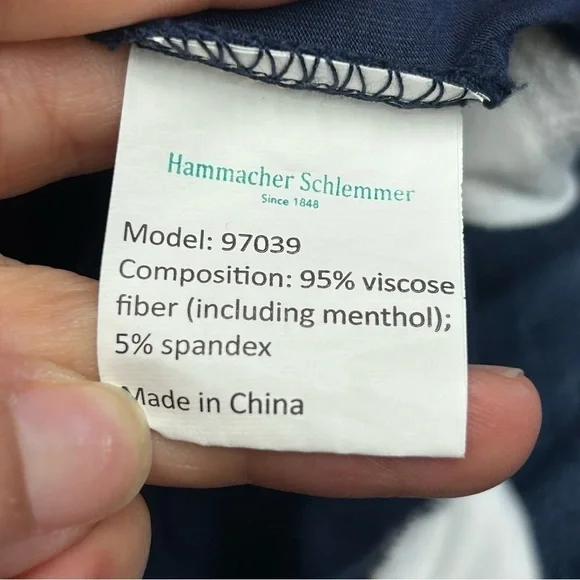 Hammacher Schlemmer
Since 1848
Model: 97039
Composition: 95% viscose
fiber (including menthol);
5% spandex
Made in China